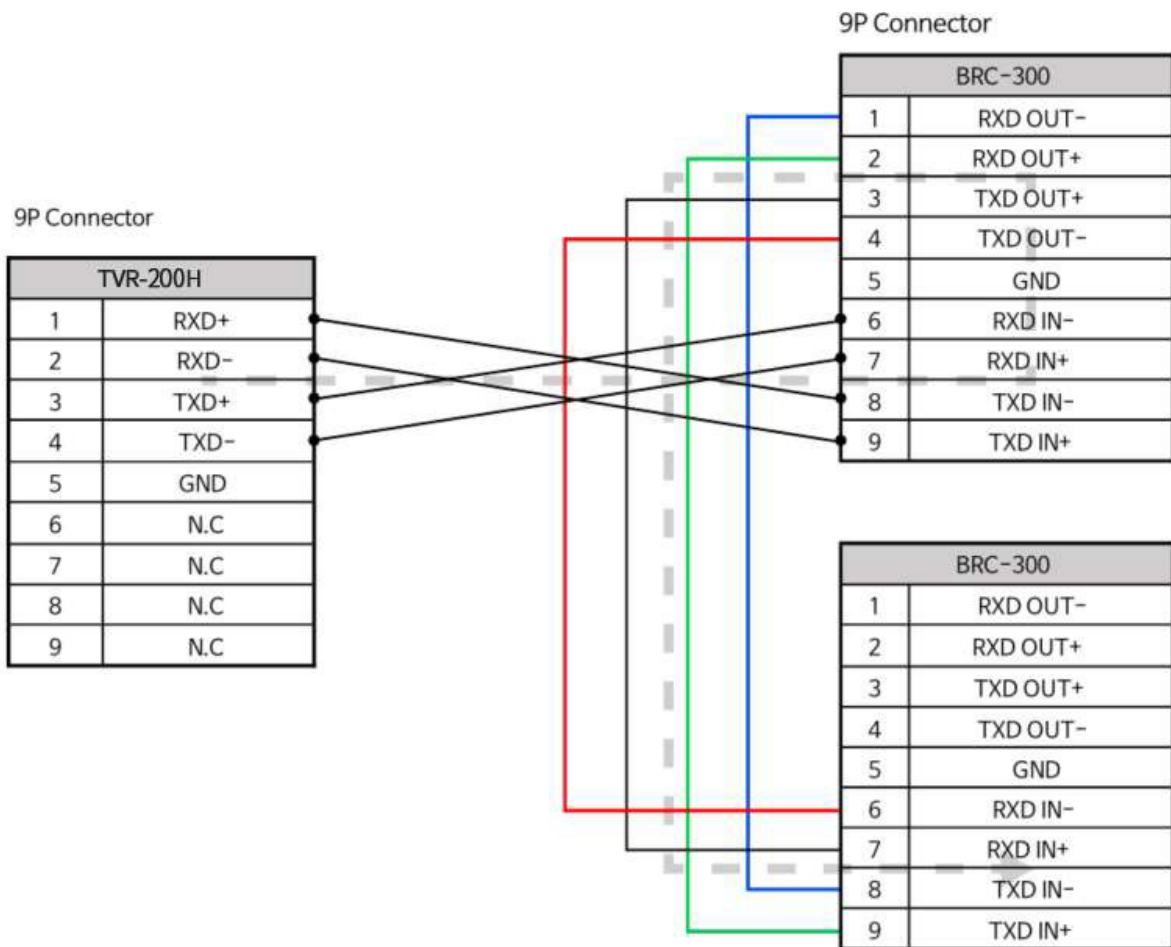 9P Connector
TVR-200H
1 RXD+
2 RXD-
3 TXD+
4 TXD-
5 GND
6 N.C
7 N.C
8 N.C
9 N.C
9P Connector
BRC-300
1 RXD OUT-
2 RXD OUT+
3 TXD OUT+
4 TXD OUT-
5 GND
6 RXD IN-
7 RXD IN+
8 TXD IN-
9 TXD IN+
BRC-300
1 RXD OUT-
2 RXD OUT+
3 TXD OUT+
4 TXD OUT-
5 GND
6 RXD IN-
7 RXD IN+
8 TXD IN-
9 TXD IN+